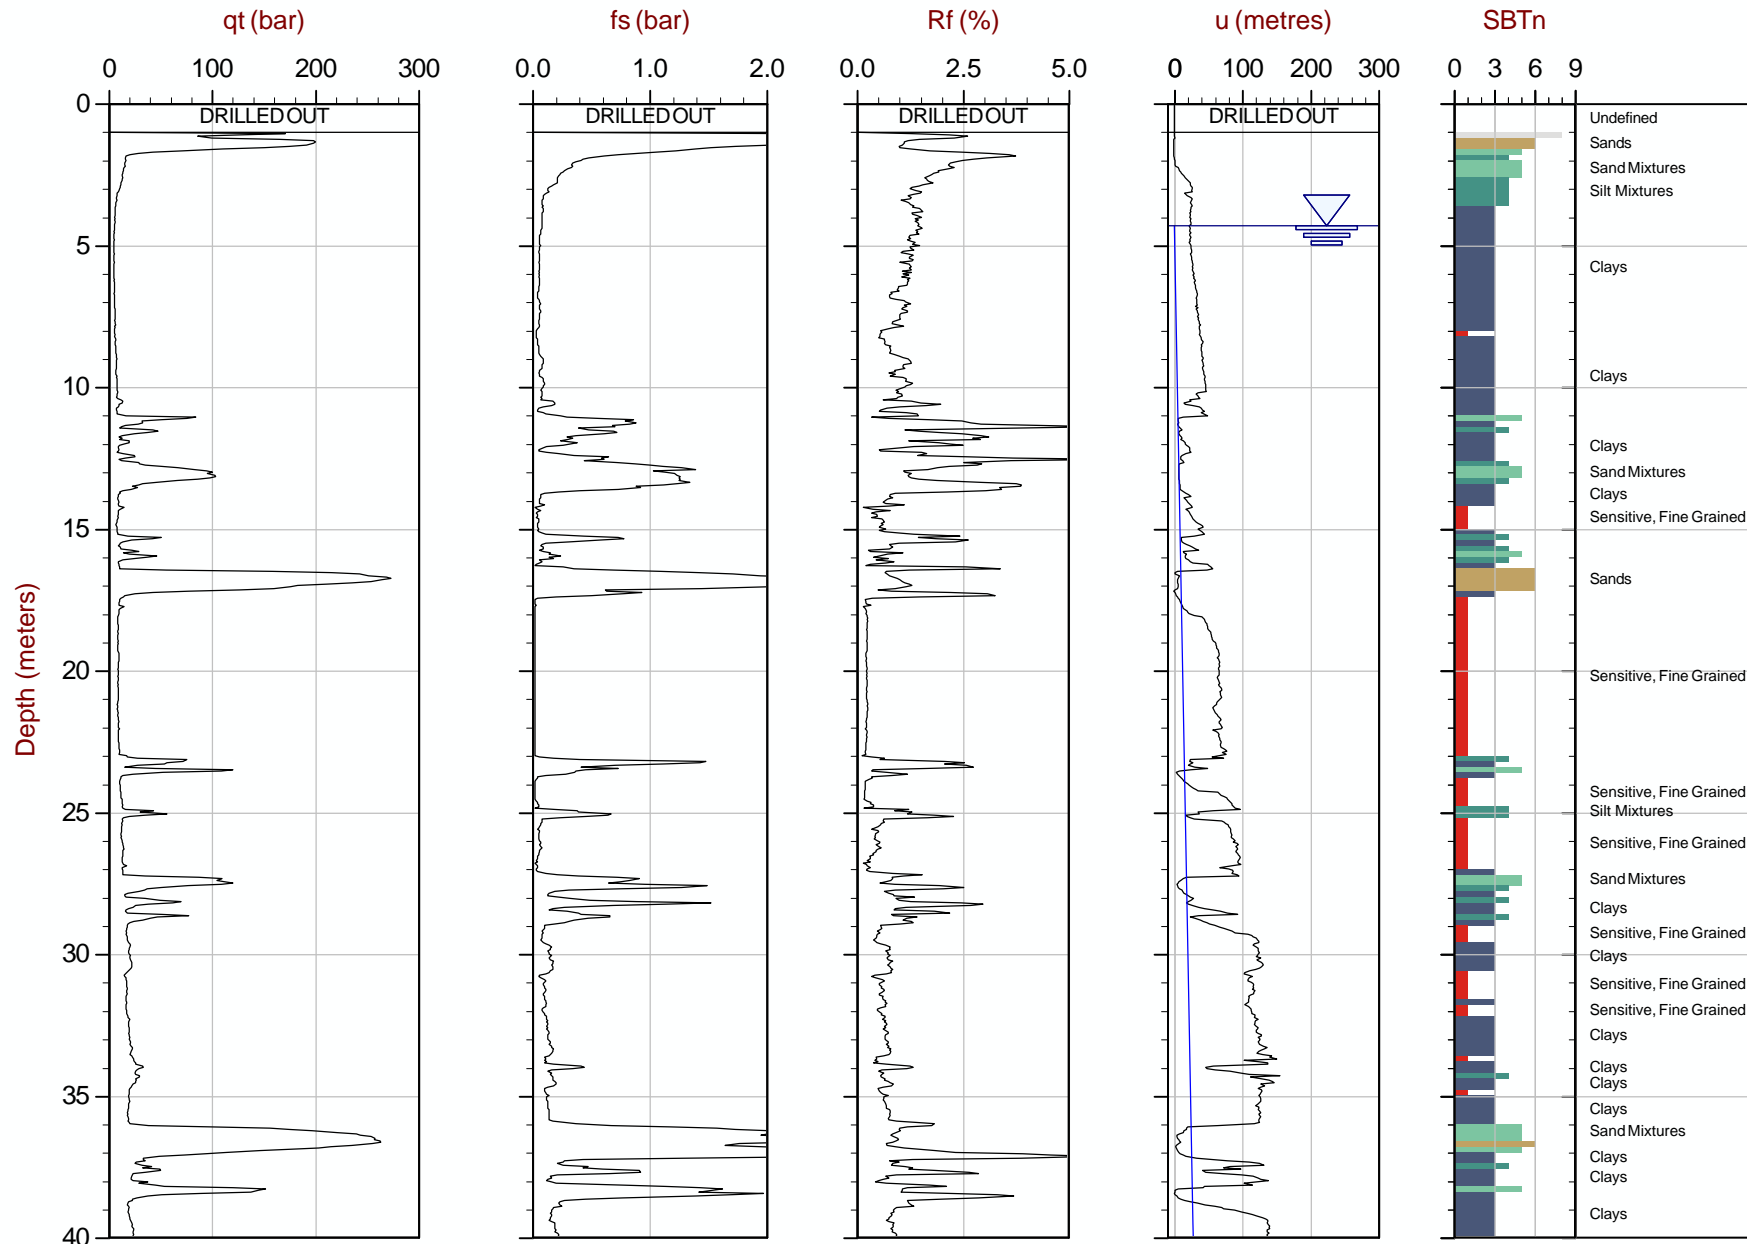 qt (bar)
fs (bar)
Rf (%)
u (metres)
SBTn
0 100 200 300
0.0 1.0 2.0
0.0 2.5 5.0
0 100 200 300
0 3 6 9
DRILLED OUT
DRILLED OUT
DRILLED OUT
DRILLED OUT
Depth (meters)
0
5
10
15
20
25
30
35
40
Undefined
Sands
Sand Mixtures
Silt Mixtures
Clays
Clays
Clays
Sand Mixtures
Clays
Sensitive, Fine Grained
Sands
Sensitive, Fine Grained
Sensitive, Fine Grained
Silt Mixtures
Sensitive, Fine Grained
Sand Mixtures
Clays
Sensitive, Fine Grained
Clays
Sensitive, Fine Grained
Sensitive, Fine Grained
Clays
Clays
Clays
Clays
Sand Mixtures
Clays
Clays
Clays